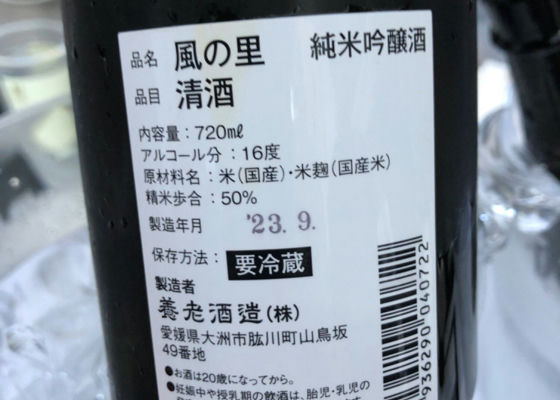 品名 風の里 純米吟醸酒
品目 清酒
内容量：720mℓ
アルコール分：16度
原材料名：米（国産）・米麹（国産米）
精米歩合：50%
製造年月 '23.9.
保存方法：要冷蔵
製造者
養老酒造（株）
愛媛県大洲市肱川町山鳥坂
49番地
●お酒は20歳になってから。
●妊娠中や授乳期の飲酒は、胎児・乳児の
936290 040722